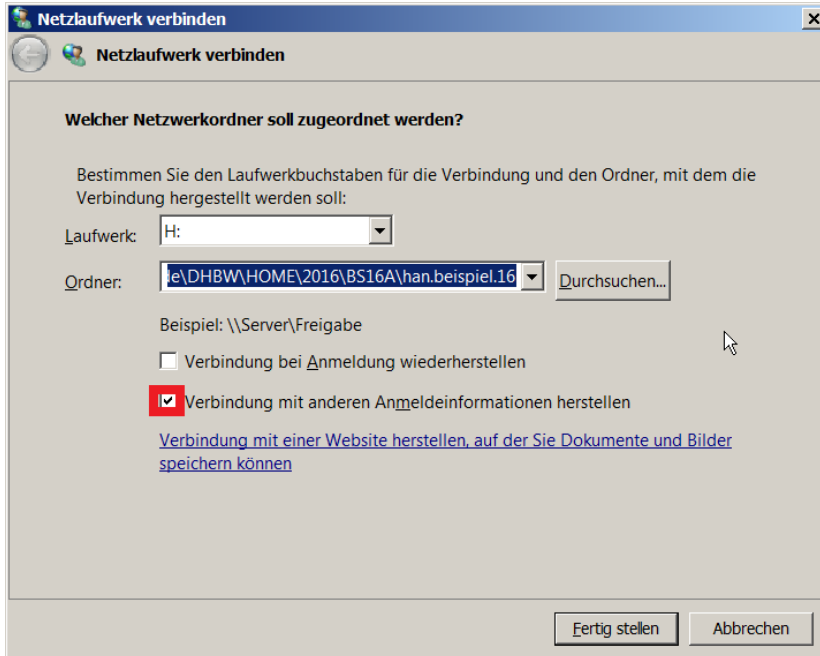 Netzlaufwerk verbinden
Netzlaufwerk verbinden
Welcher Netzwerkordner soll zugeordnet werden?
Bestimmen Sie den Laufwerkbuchstaben für die Verbindung und den Ordner, mit dem die
Verbindung hergestellt werden soll:
Laufwerk: H:
Ordner: le\DHBW\HOME\2016\BS16A\han.beispiel.16 Durchsuchen...
Beispiel: \\Server\Freigabe
Verbindung bei Anmeldung wiederherstellen
Verbindung mit anderen Anmeldeinformationen herstellen
Verbindung mit einer Website herstellen, auf der Sie Dokumente und Bilder
speichern können
Fertig stellen Abbrechen